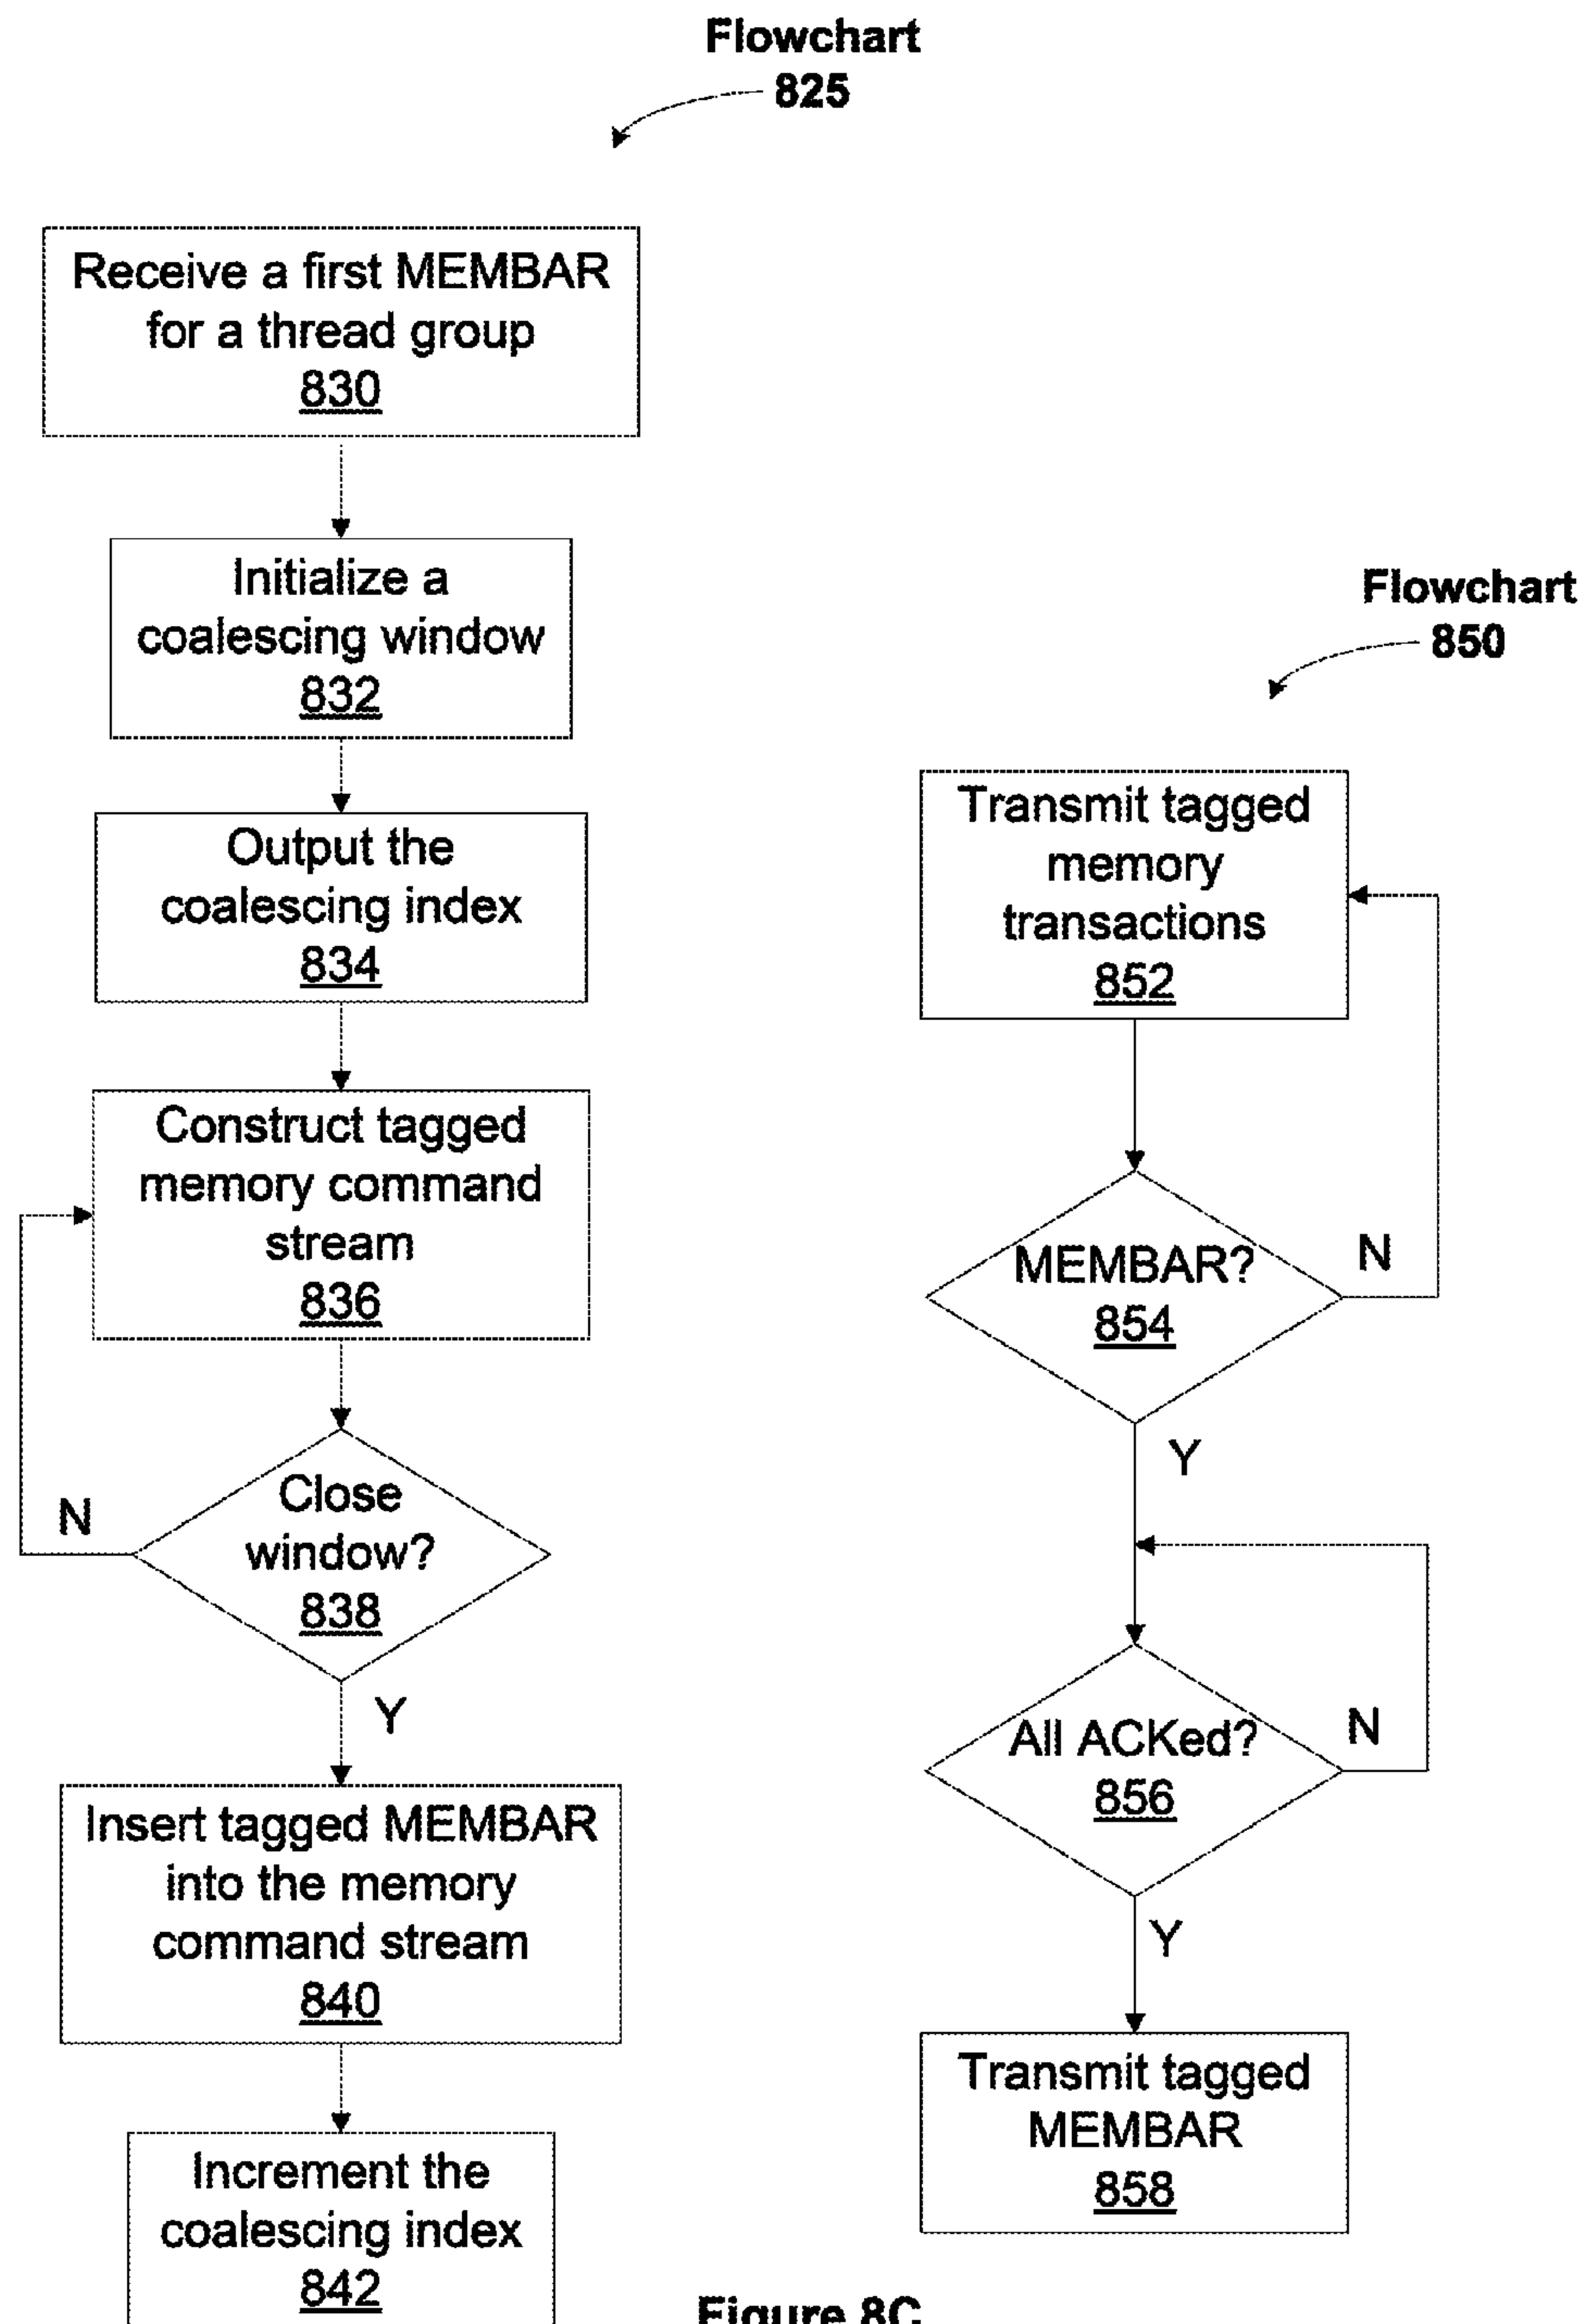 Flowchart
825
Receive a first MEMBAR
for a thread group
830
Initialize a
coalescing window
832
Output the
coalescing index
834
Construct tagged
memory command
stream
836
Close
window?
838
N
Y
Insert tagged MEMBAR
into the memory
command stream
840
Increment the
coalescing index
842
Flowchart
850
Transmit tagged
memory
transactions
852
MEMBAR?
854
N
Y
All ACKed?
856
N
Y
Transmit tagged
MEMBAR
858
Figure 8C